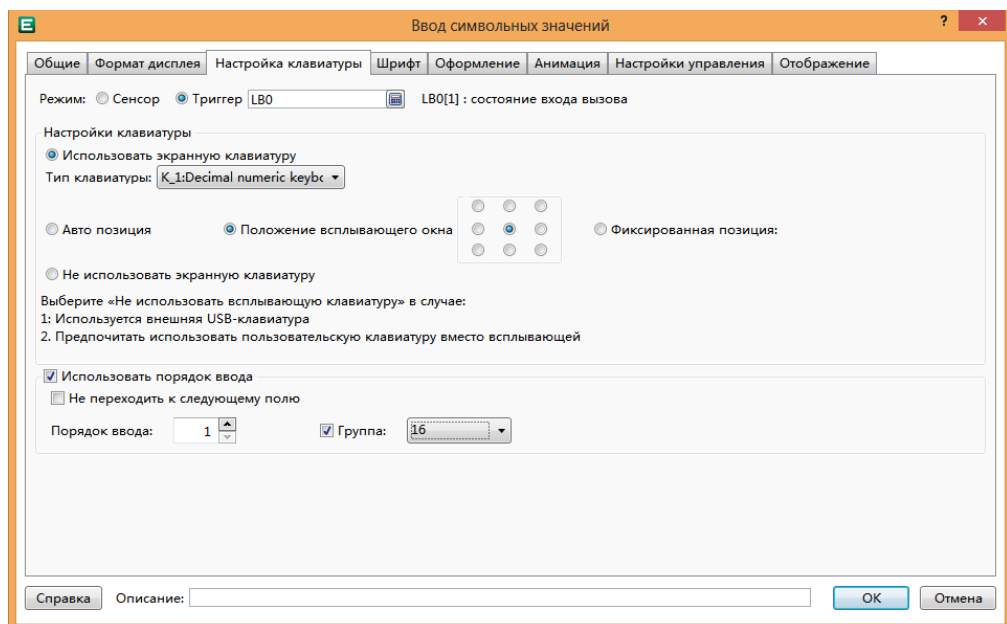 E Ввод символьных значений ? ×
Общие Формат дисплея Настройка клавиатуры Шрифт Оформление Анимация Настройки управления Отображение
Режим: Сенсор Триггер LB0 LB0[1] : состояние входа вызова
Настройки клавиатуры
Использовать экранную клавиатуру
Тип клавиатуры: K_1:Decimal numeric keybo
Авто позиция Положение всплывающего окна Фиксированная позиция:
Не использовать экранную клавиатуру
Выберите «Не использовать всплывающую клавиатуру» в случае:
1: Используется внешняя USB-клавиатура
2. Предпочитать использовать пользовательскую клавиатуру вместо всплывающей
Использовать порядок ввода
Не переходить к следующему полю
Порядок ввода: 1 Группа: 16
Справка Описание: OK Отмена